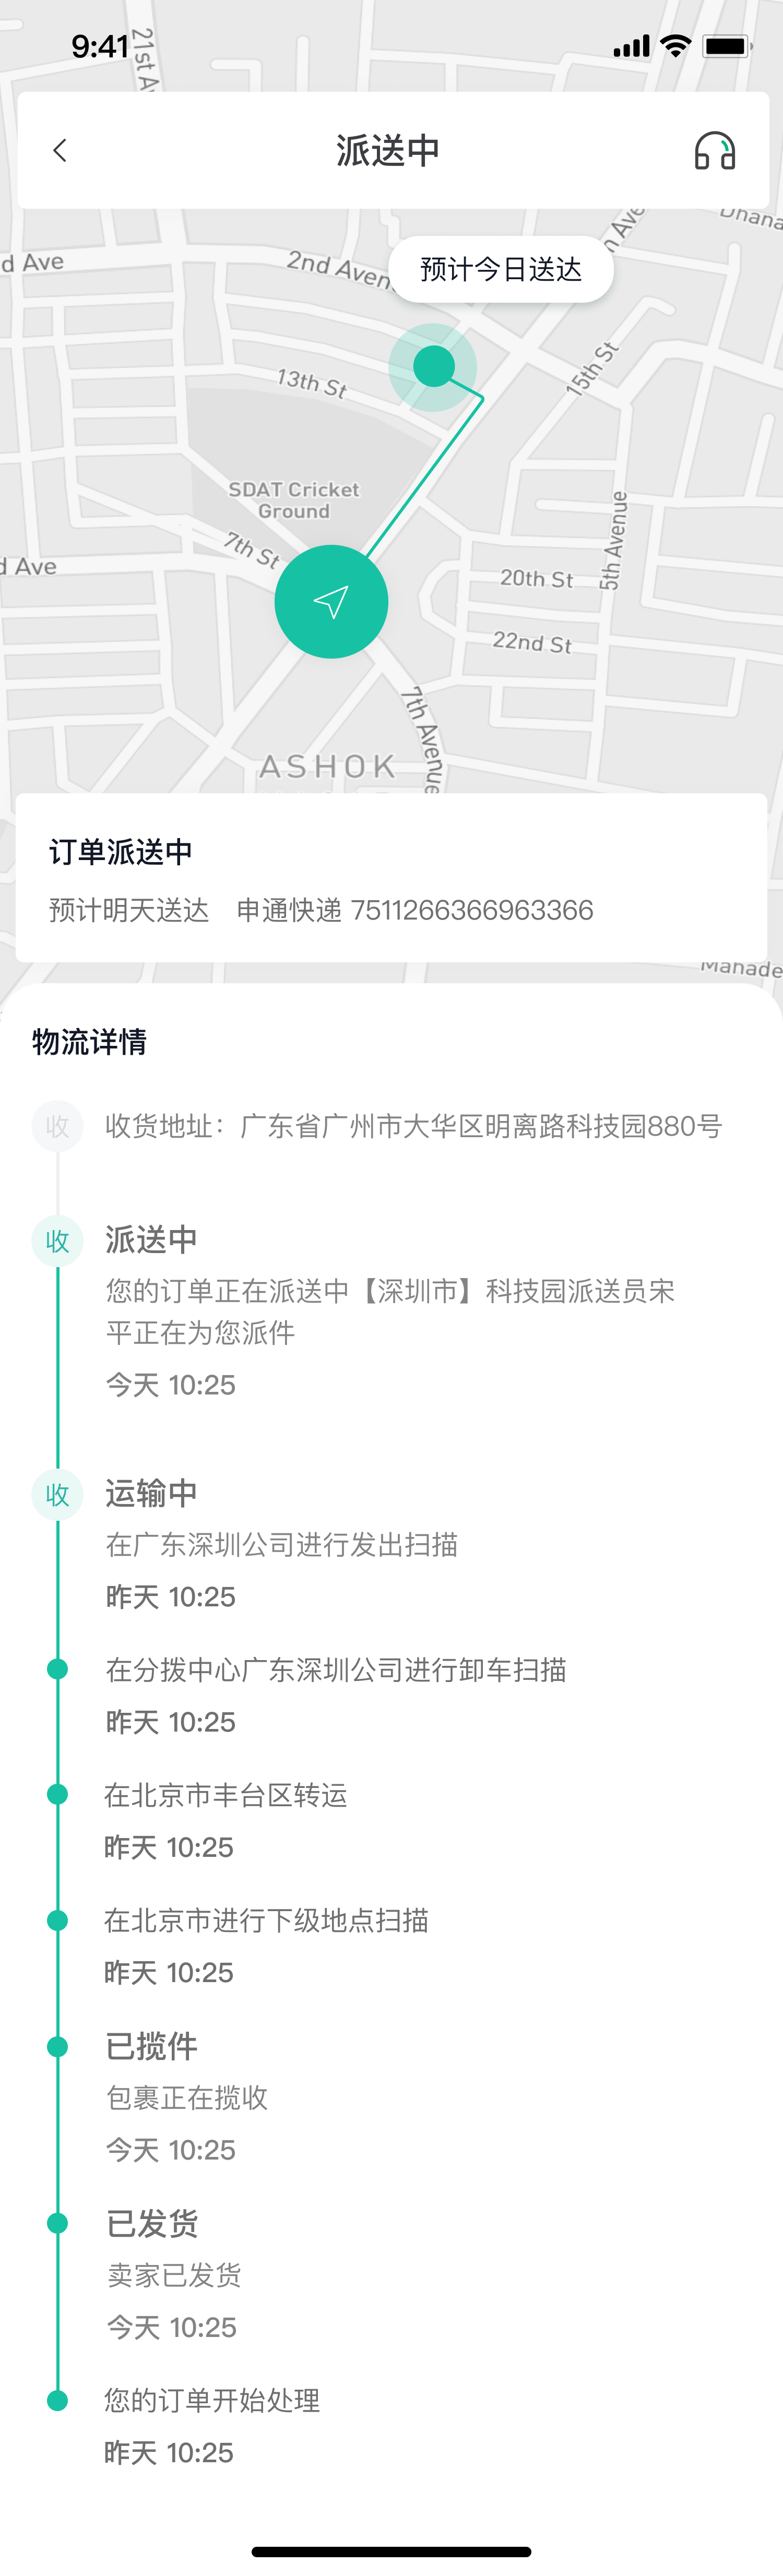 9:41
21st A
派送中
Dhana
n Ave
d Ave
2nd Aven
预计今日送达
15th St
13th St
SDAT Cricket
Ground
7th St
5th Avenue
d Ave
20th St
22nd St
7th Avenue
ASHOK
订单派送中
预计明天送达 申通快递 7511266366963366
Manade
物流详情
收 收货地址：广东省广州市大华区明离路科技园880号
收 派送中
您的订单正在派送中【深圳市】科技园派送员宋
平正在为您派件
今天 10:25
收 运输中
在广东深圳公司进行发出扫描
昨天 10:25
在分拨中心广东深圳公司进行卸车扫描
昨天 10:25
在北京市丰台区转运
昨天 10:25
在北京市进行下级地点扫描
昨天 10:25
已揽件
包裹正在揽收
今天 10:25
已发货
卖家已发货
今天 10:25
您的订单开始处理
昨天 10:25